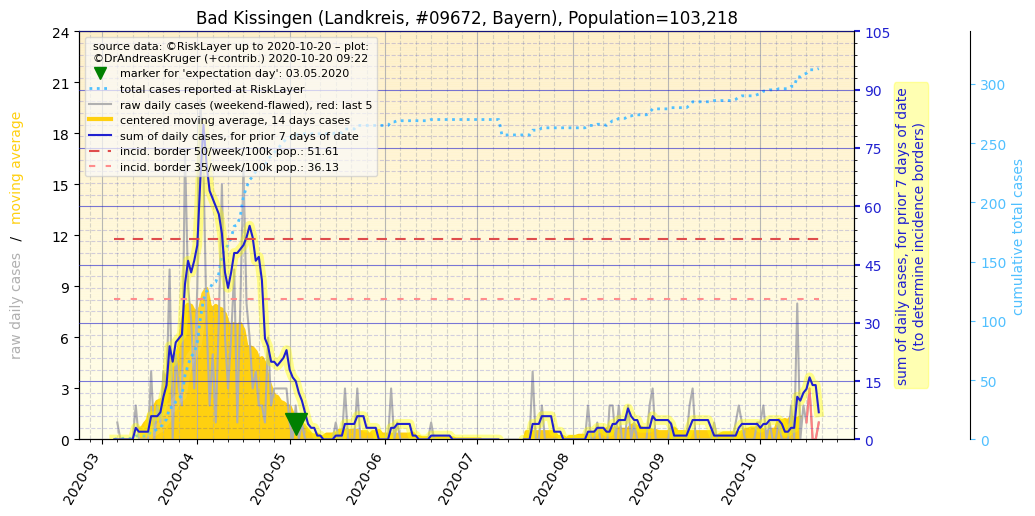 Bad Kissingen (Landkreis, #09672, Bayern), Population=103,218
source data: ©RiskLayer up to 2020-10-20 – plot:
©DrAndreasKruger (+contrib.) 2020-10-20 09:22
marker for 'expectation day': 03.05.2020
total cases reported at RiskLayer
raw daily cases (weekend-flawed), red: last 5
centered moving average, 14 days cases
sum of daily cases, for prior 7 days of date
incid. border 50/week/100k pop.: 51.61
incid. border 35/week/100k pop.: 36.13
raw daily cases / moving average
24
21
18
15
12
9
6
3
0
2020-03
2020-04
2020-05
2020-06
2020-07
2020-08
2020-09
2020-10
105
90
75
60
45
30
15
0
sum of daily cases, for prior 7 days of date
(to determine incidence borders)
300
250
200
150
100
50
0
cumulative total cases